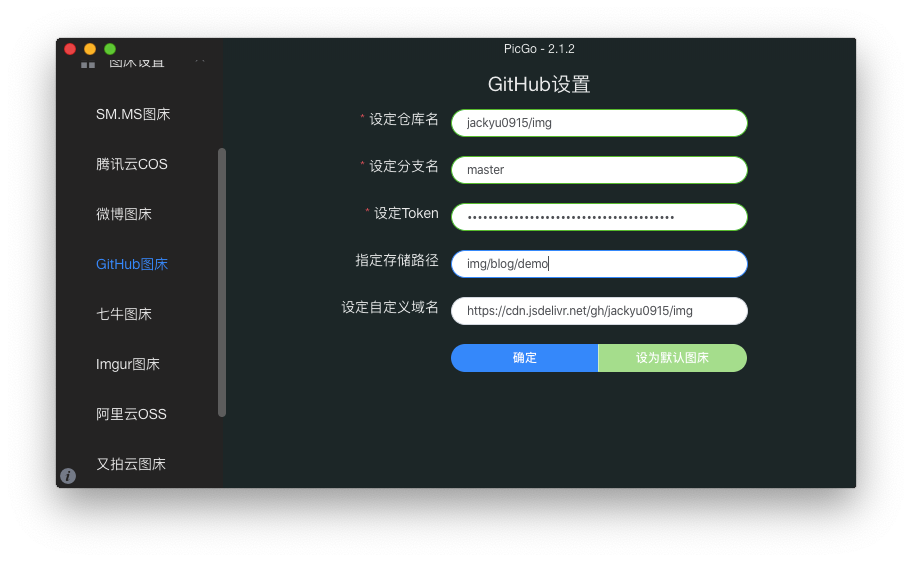 PicGo - 2.1.2
图床设置
SM.MS图床
腾讯云COS
微博图床
GitHub图床
七牛图床
Imgur图床
阿里云OSS
又拍云图床
GitHub设置
* 设定仓库名
jackyu0915/img
* 设定分支名
master
* 设定Token
••••••••••••••••••••••••••••••••••••••••
指定存储路径
img/blog/demo
设定自定义域名
https://cdn.jsdelivr.net/gh/jackyu0915/img
确定
设为默认图床